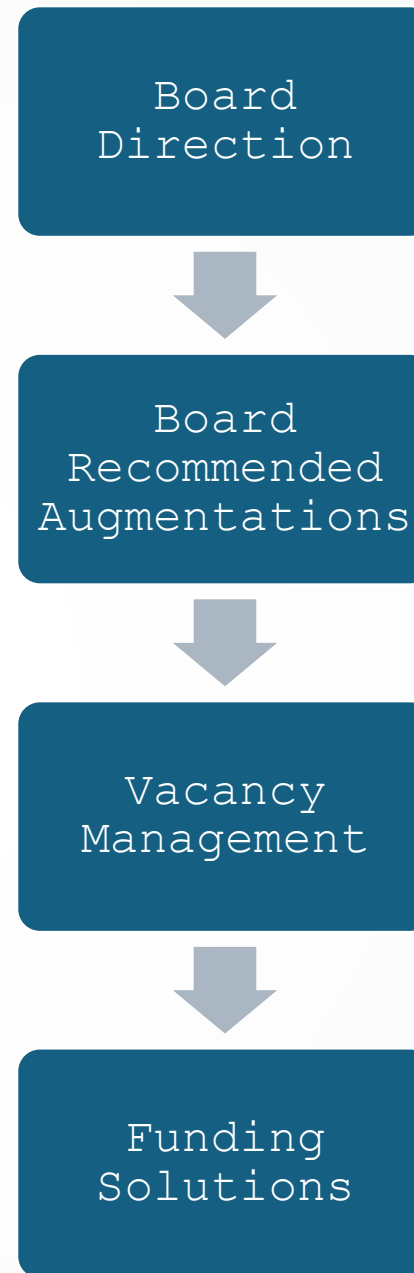 Board
Direction
Board
Recommended
Augmentations
Vacancy
Management
Funding
Solutions